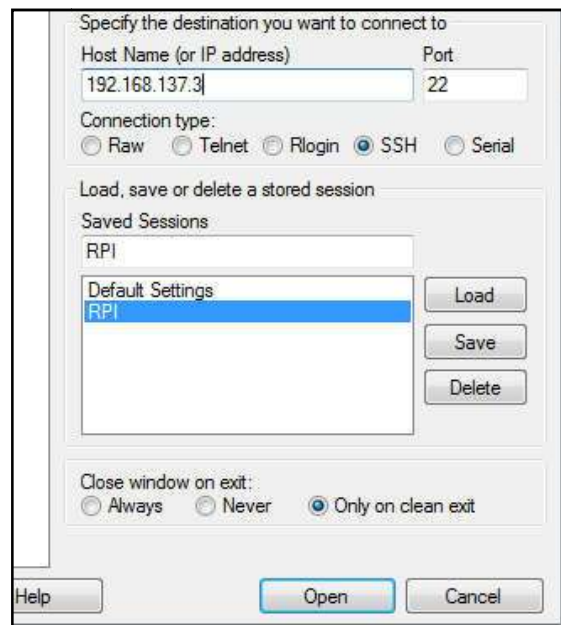 Specify the destination you want to connect to
Host Name (or IP address) Port
192.168.137.3 22
Connection type:
Raw Telnet Rlogin SSH Serial
Load, save or delete a stored session
Saved Sessions
RPI
Default Settings
RPI
Load
Save
Delete
Close window on exit:
Always Never Only on clean exit
Help Open Cancel